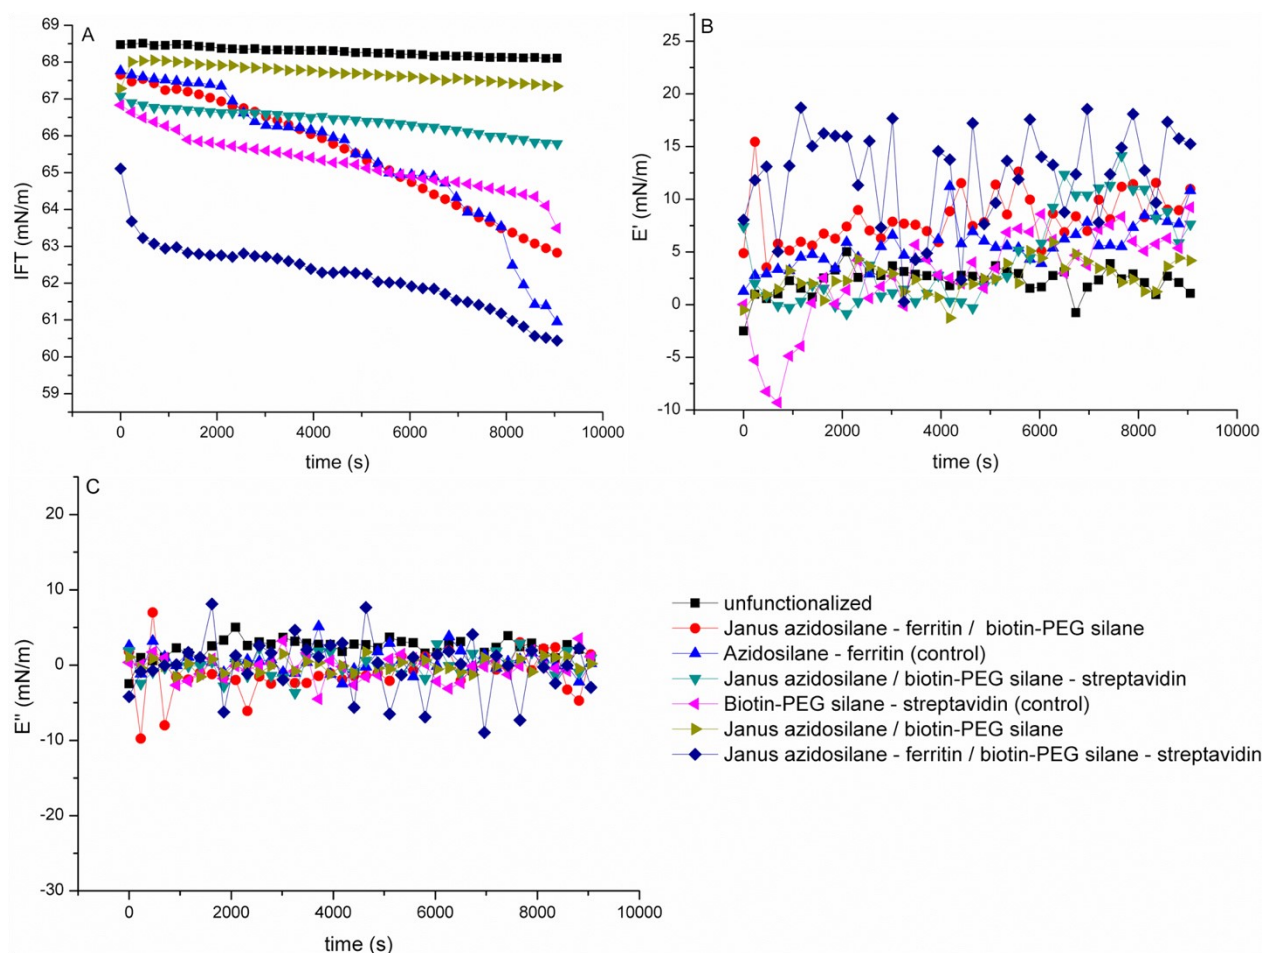 A
69
68
67
66
65
64
63
62
61
60
59
IFT (mN/m)
0
2000
4000
6000
8000
10000
time (s)
B
25
20
15
10
5
0
-5
-10
E' (mN/m)
0
2000
4000
6000
8000
10000
time (s)
C
20
10
0
-10
-20
-30
E'' (mN/m)
0
2000
4000
6000
8000
10000
time (s)
unfunctionalized
Janus azidosilane - ferritin / biotin-PEG silane
Azidosilane - ferritin (control)
Janus azidosilane / biotin-PEG silane - streptavidin
Biotin-PEG silane - streptavidin (control)
Janus azidosilane / biotin-PEG silane
Janus azidosilane - ferritin / biotin-PEG silane - streptavidin